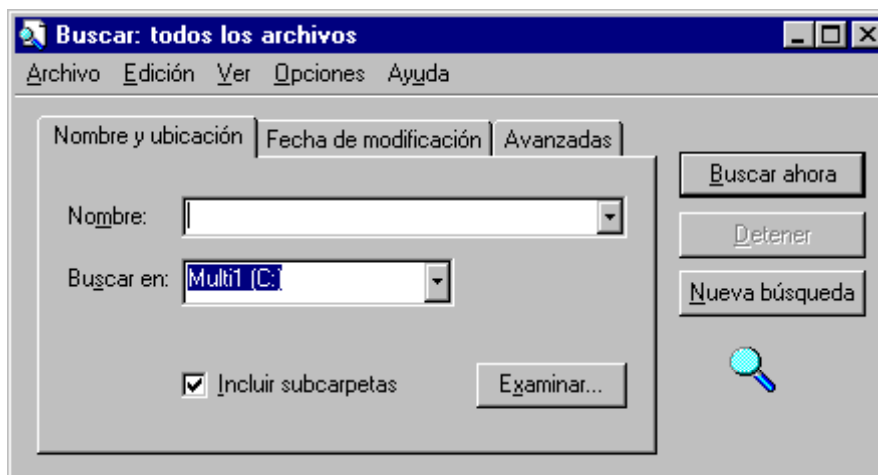 Buscar: todos los archivos
Archivo Edición Ver Opciones Ayuda
Nombre y ubicación Fecha de modificación Avanzadas
Buscar ahora
Nombre:
Detener
Buscar en: Multi1 (C:)
Nueva búsqueda
Incluir subcarpetas Examinar...